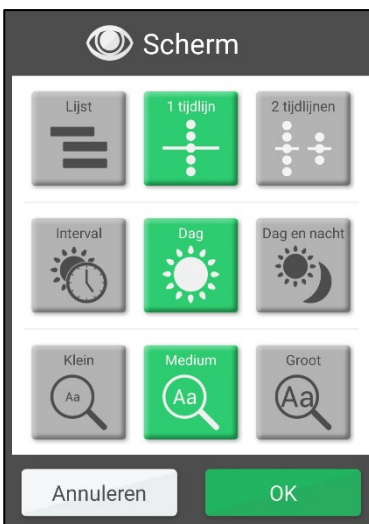 Scherm
Lijst
1 tijdlijn
2 tijdlijnen
Interval
Dag
Dag en nacht
Klein
Aa
Medium
Aa
Groot
Aa
Annuleren
OK